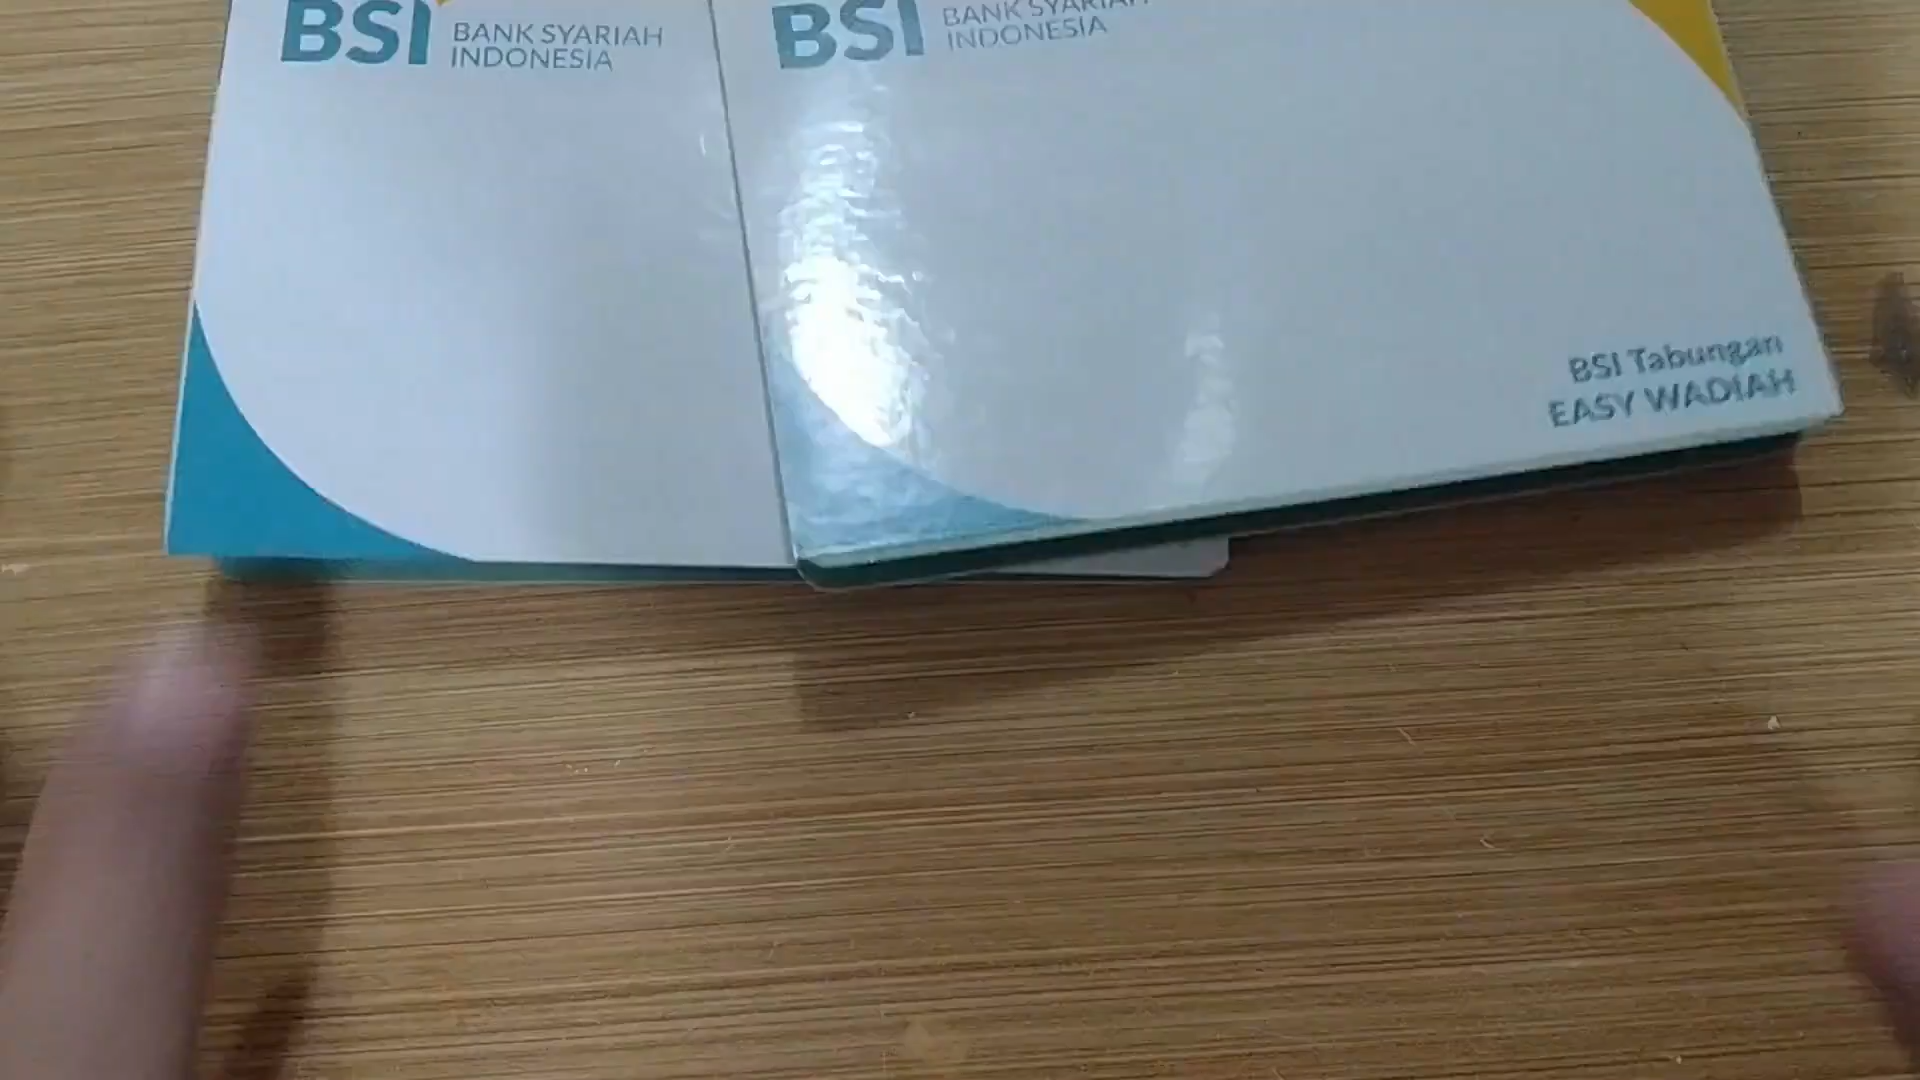 BSI BANK SYARIAH
INDONESIA
BSI BANK SYARIAH
INDONESIA
BSI Tabungan
EASY WADIAH